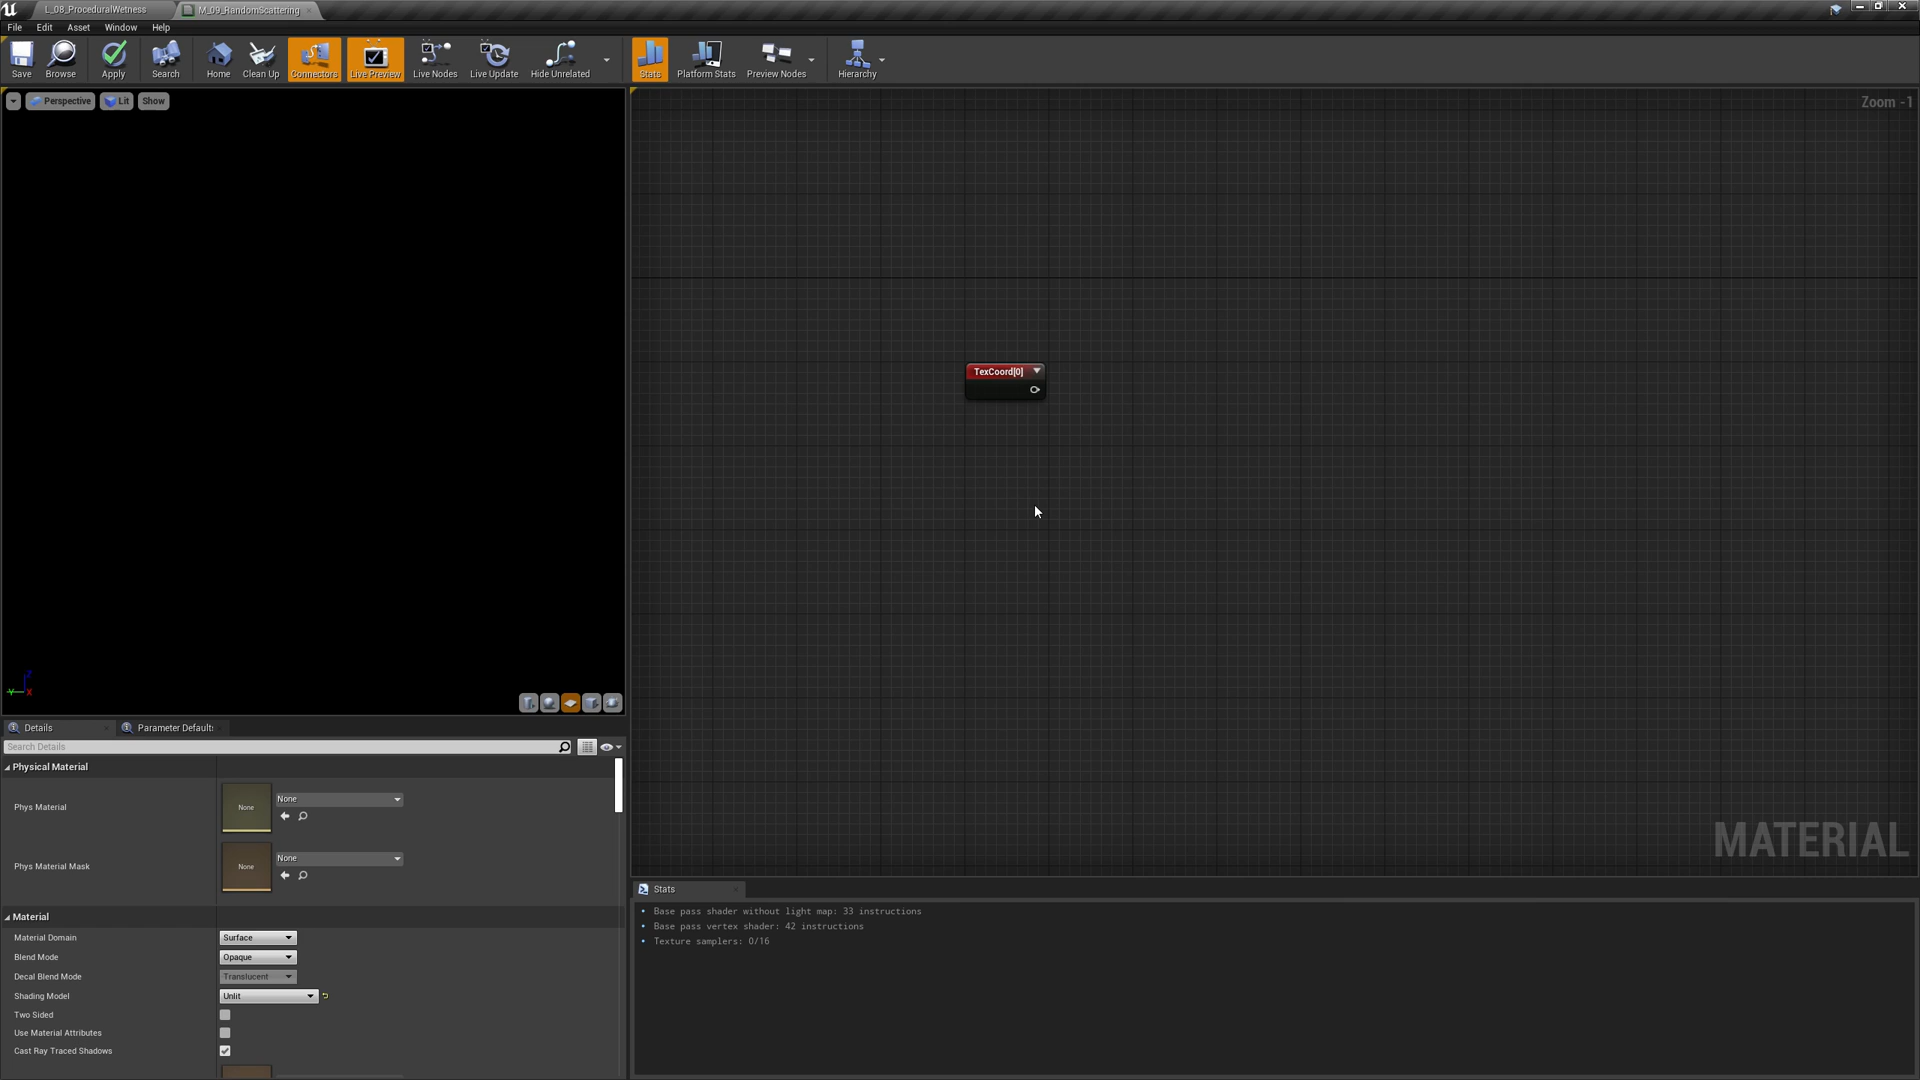 L_08_ProceduralWetness
M_09_RandomScattering
File Edit Asset Window Help
Save Browse Apply Search Home Clean Up Connectors Live Preview Live Nodes Live Update Hide Unrelated Stats Platform Stats Preview Nodes Hierarchy
Perspective Lit Show
Zoom -1
TexCoord[0]
MATERIAL
Details
Parameter Defaults
Search Details
Physical Material
Phys Material
None
None
Phys Material Mask
None
None
Material
Material Domain Surface
Blend Mode Opaque
Decal Blend Mode Translucent
Shading Model Unlit
Two Sided
Use Material Attributes
Cast Ray Traced Shadows
Stats
Base pass shader without light map: 33 instructions
Base pass vertex shader: 42 instructions
Texture samplers: 0/16